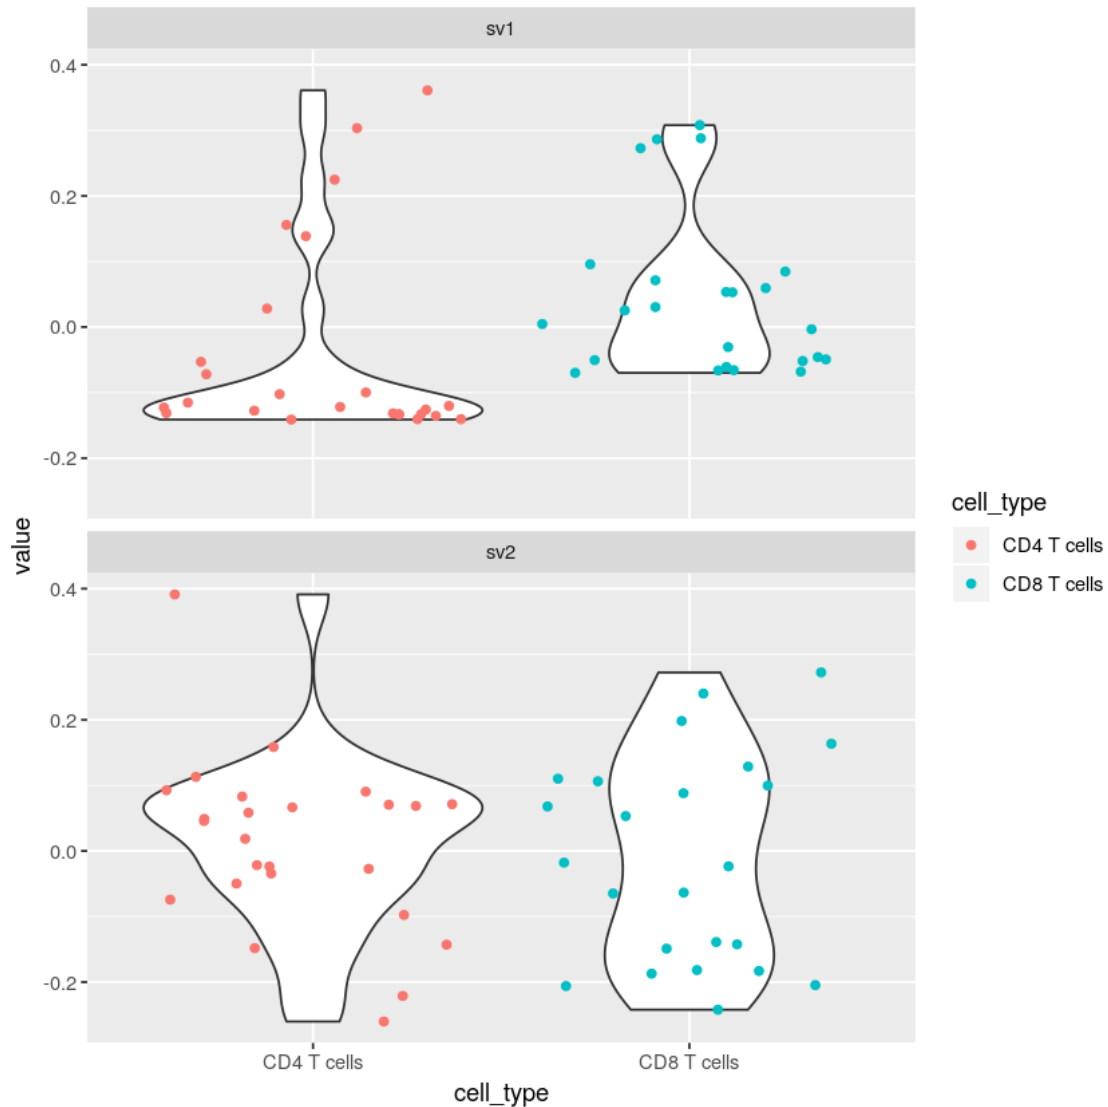 sv1
0.4
0.2
0.0
-0.2
sv2
0.4
0.2
0.0
-0.2
CD4 T cells
CD8 T cells
cell_type
value
cell_type
CD4 T cells
CD8 T cells